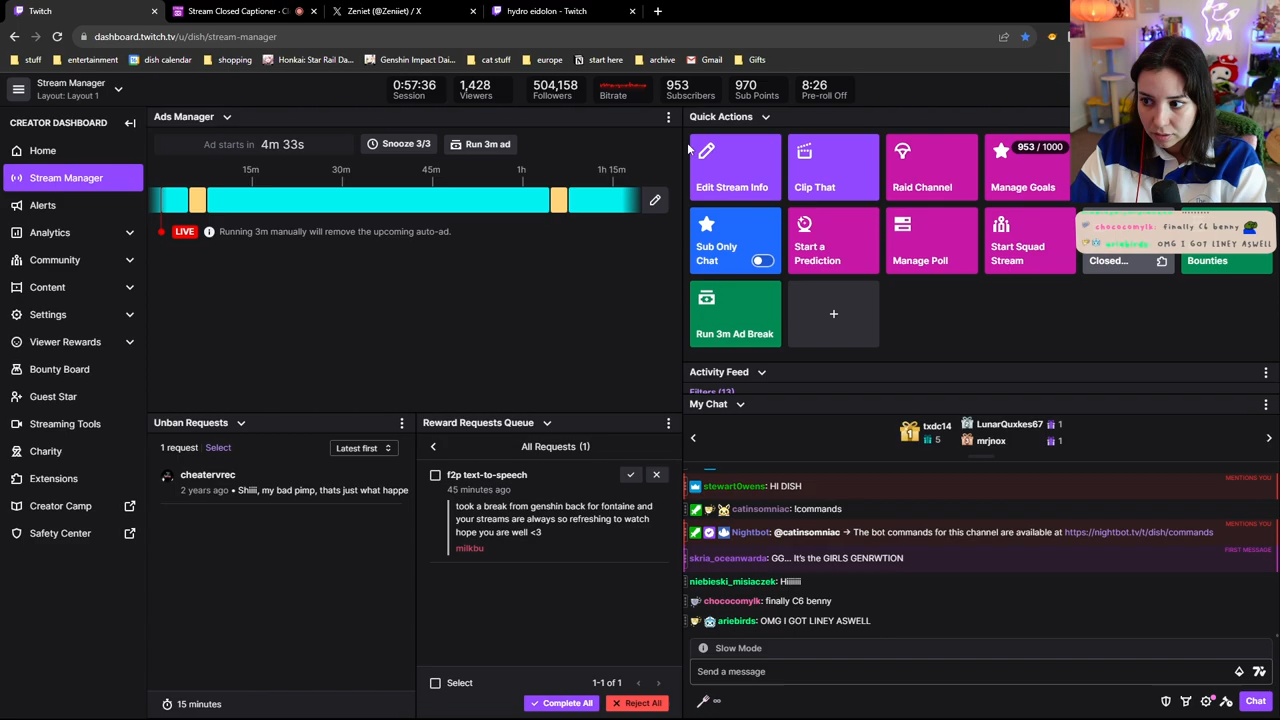 Twitch
Stream Closed Captioner - C
Zeniet (@Zeniiet) / X
hydro eidolon - Twitch
dashboard.twitch.tv/u/dish/stream-manager
stuff
entertainment
dish calendar
shopping
Honkai: Star Rail Da...
Genshin Impact Dai...
cat stuff
europe
start here
archive
Gmail
Gifts
Stream Manager
Layout: Layout 1
0:57:36
Session
1,428
Viewers
504,158
Followers
Bitrate
953
Subscribers
970
Sub Points
8:26
Pre-roll Off
CREATOR DASHBOARD
Home
Stream Manager
Alerts
Analytics
Community
Content
Settings
Viewer Rewards
Bounty Board
Guest Star
Streaming Tools
Charity
Extensions
Creator Camp
Safety Center
Ads Manager
Ad starts in 4m 33s
Snooze 3/3
Run 3m ad
15m
30m
45m
1h
1h 15m
LIVE
Running 3m manually will remove the upcoming auto-ad.
Quick Actions
Edit Stream Info
Clip That
Raid Channel
953 / 1000
Manage Goals
Sub Only
Chat
Start a
Prediction
Manage Poll
Start Squad
Stream
Closed...
Bounties
Run 3m Ad Break
+
chococomylk: finally C6 benny
ariebirds: OMG I GOT LINEY ASWELL
Unban Requests
1 request Select
Latest first
cheatervrec
2 years ago • Shiiii, my bad pimp, thats just what happe
15 minutes
Reward Requests Queue
All Requests (1)
f2p text-to-speech
45 minutes ago
took a break from genshin back for fontaine and
your streams are always so refreshing to watch
hope you are well <3
milkbu
Select
1-1 of 1
Complete All
Reject All
Activity Feed
Filters (13)
My Chat
1
txdc14
5
LunarQuxkes67 1
mrjnox 1
MENTIONS YOU
stewart0wens: HI DISH
catinsomniac: !commands
MENTIONS YOU
Nightbot: @catinsomniac → The bot commands for this channel are available at https://nightbot.tv/t/dish/commands
FIRST MESSAGE
skria_oceanwarda: GG... It's the GIRLS GENRWTION
niebieski_misiaczek: Hiiiiiii
chococomylk: finally C6 benny
ariebirds: OMG I GOT LINEY ASWELL
Slow Mode
Send a message
Chat